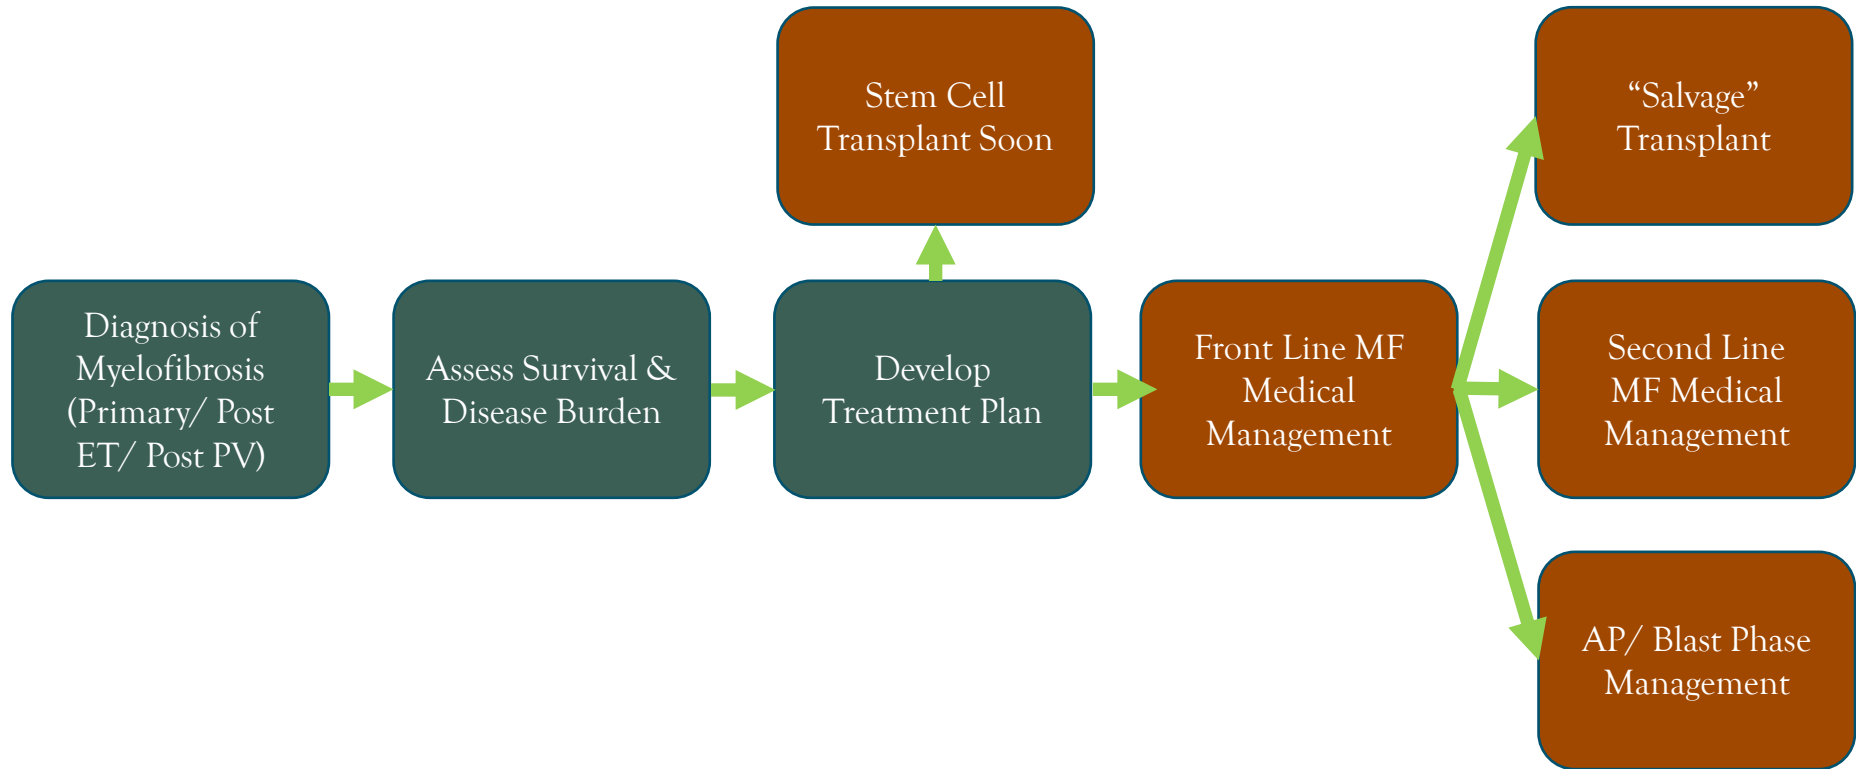 Stem Cell
Transplant Soon
“Salvage”
Transplant
Diagnosis of
Myelofibrosis
(Primary/ Post
ET/ Post PV)
Assess Survival &
Disease Burden
Develop
Treatment Plan
Front Line MF
Medical
Management
Second Line
MF Medical
Management
AP/ Blast Phase
Management